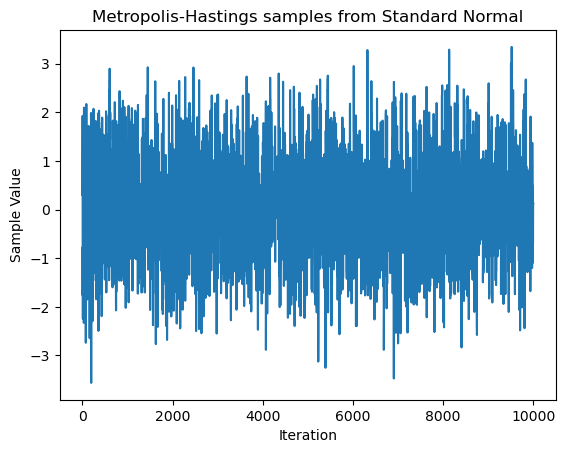 Metropolis-Hastings samples from Standard Normal
3
2
1
0
−1
−2
−3
Sample Value
0 2000 4000 6000 8000 10000
Iteration